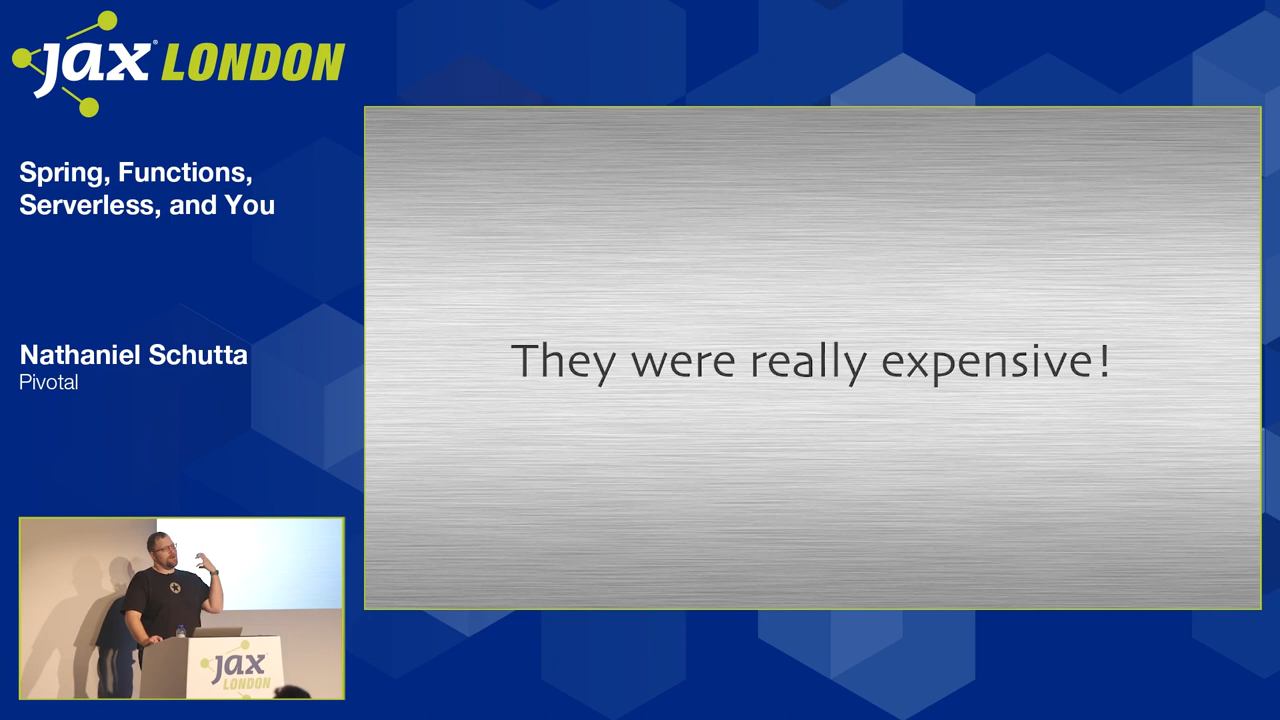 jax® LONDON
Spring, Functions,
Serverless, and You
Nathaniel Schutta
Pivotal
They were really expensive!
jax
LONDON